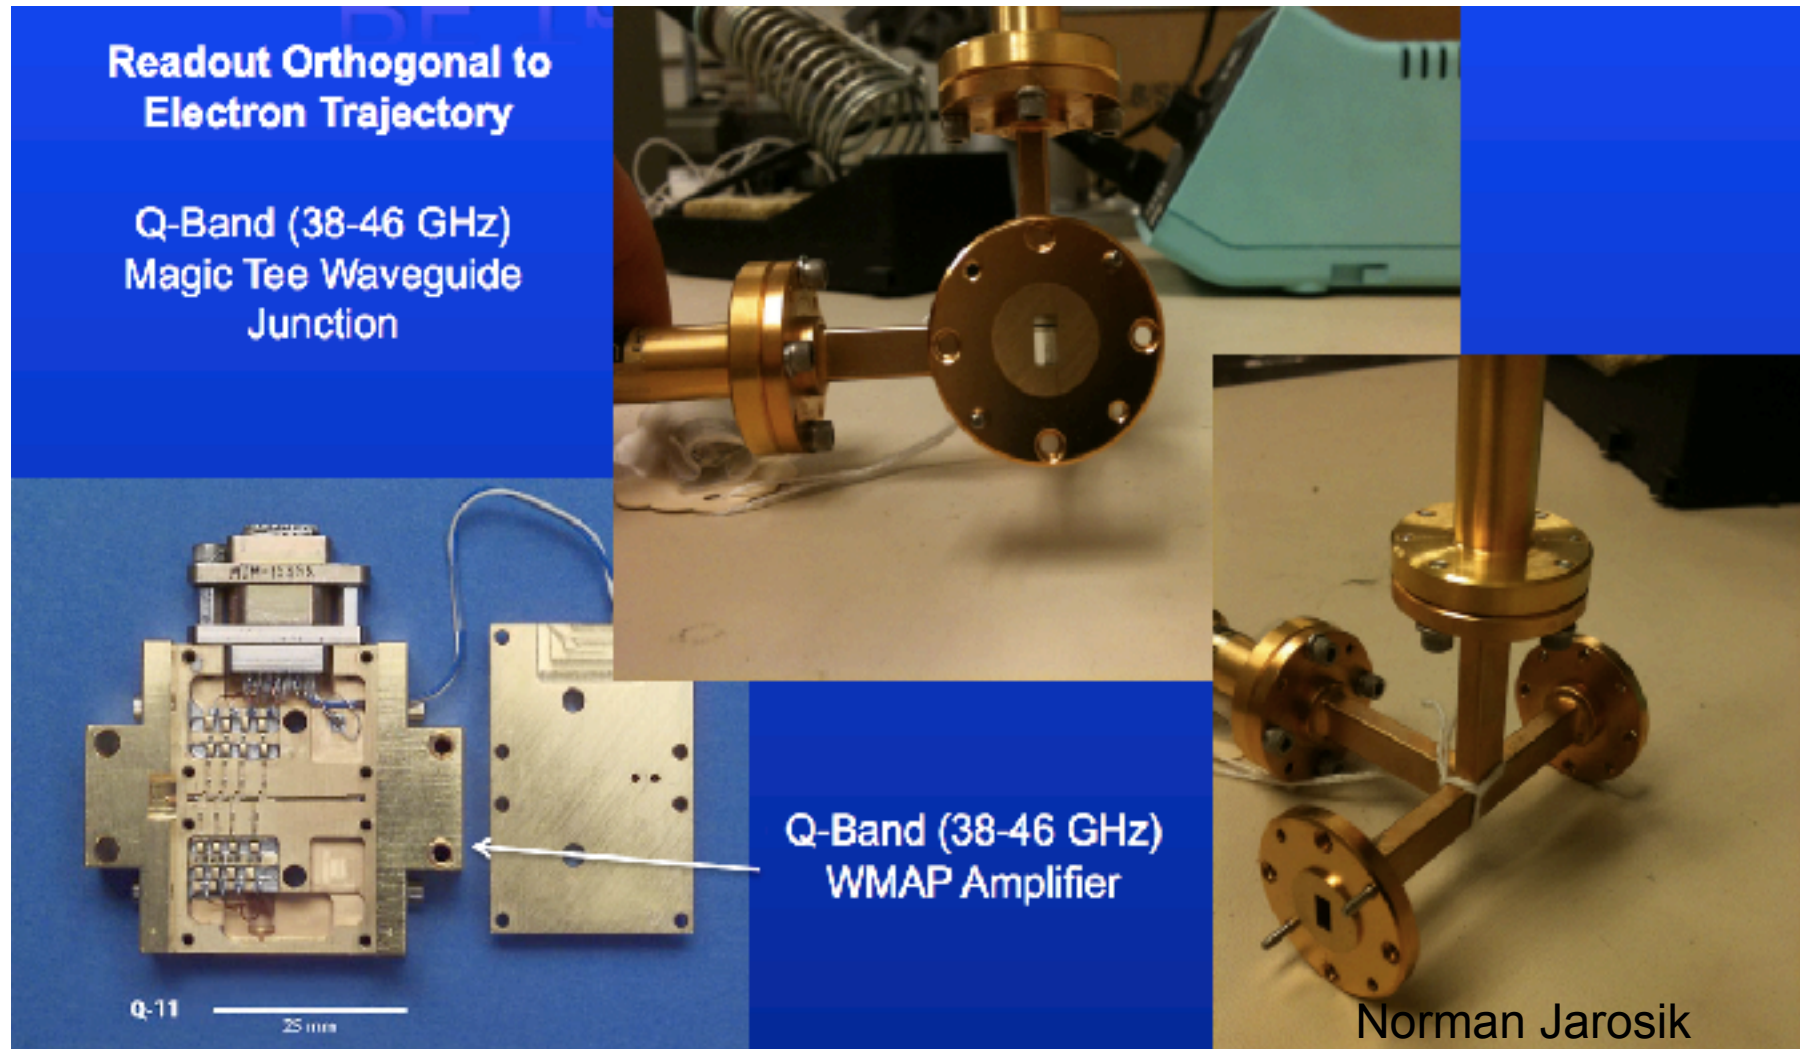 Readout Orthogonal to
Electron Trajectory
Q-Band (38-46 GHz)
Magic Tee Waveguide
Junction
Q-Band (38-46 GHz)
WMAP Amplifier
Q-11
25 mm
Norman Jarosik